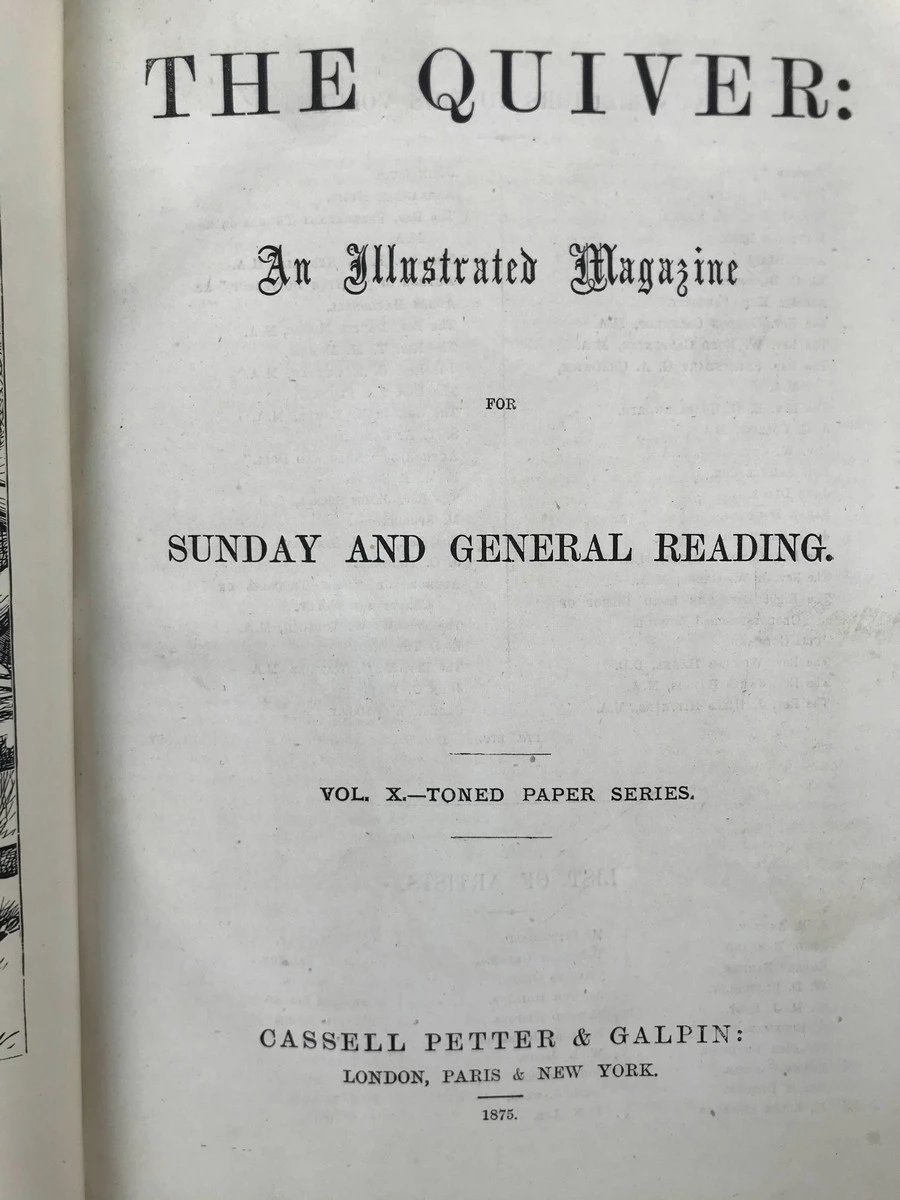 THE QUIVER:
An Illustrated Magazine
FOR
SUNDAY AND GENERAL READING.
VOL. X.—TONED PAPER SERIES.
CASSELL PETTER & GALPIN:
LONDON, PARIS & NEW YORK.
1875.